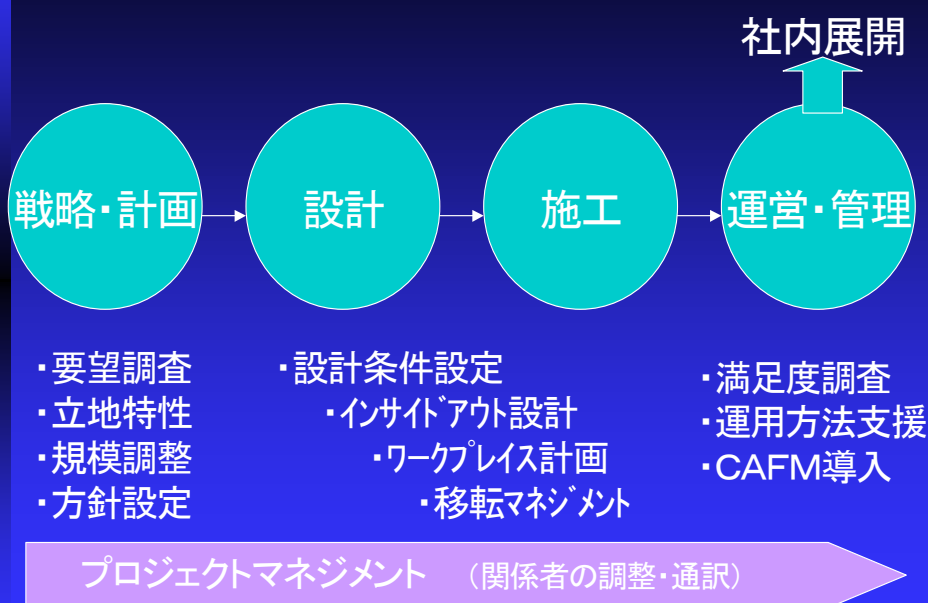 社内展開
戦略・計画
設計
施工
運営・管理
・要望調査
・立地特性
・規模調整
・方針設定
・設計条件設定
・インサイドアウト設計
・ワークプレイス計画
・移転マネジメント
・満足度調査
・運用方法支援
・CAFM導入
プロジェクトマネジメント (関係者の調整・通訳)